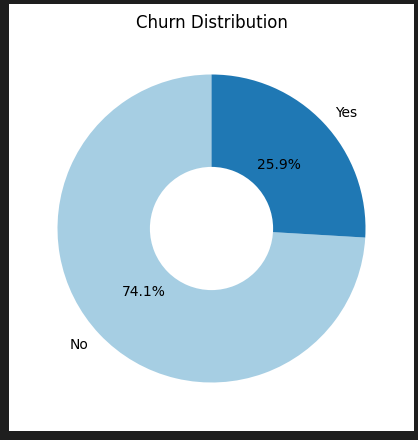 Churn Distribution
Yes
25.9%
74.1%
No